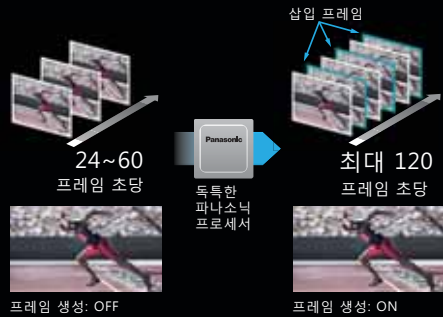 삽입 프레임
24~60
프레임 초당
Panasonic
독특한
파나소닉
프로세서
최대 120
프레임 초당
프레임 생성: OFF
프레임 생성: ON